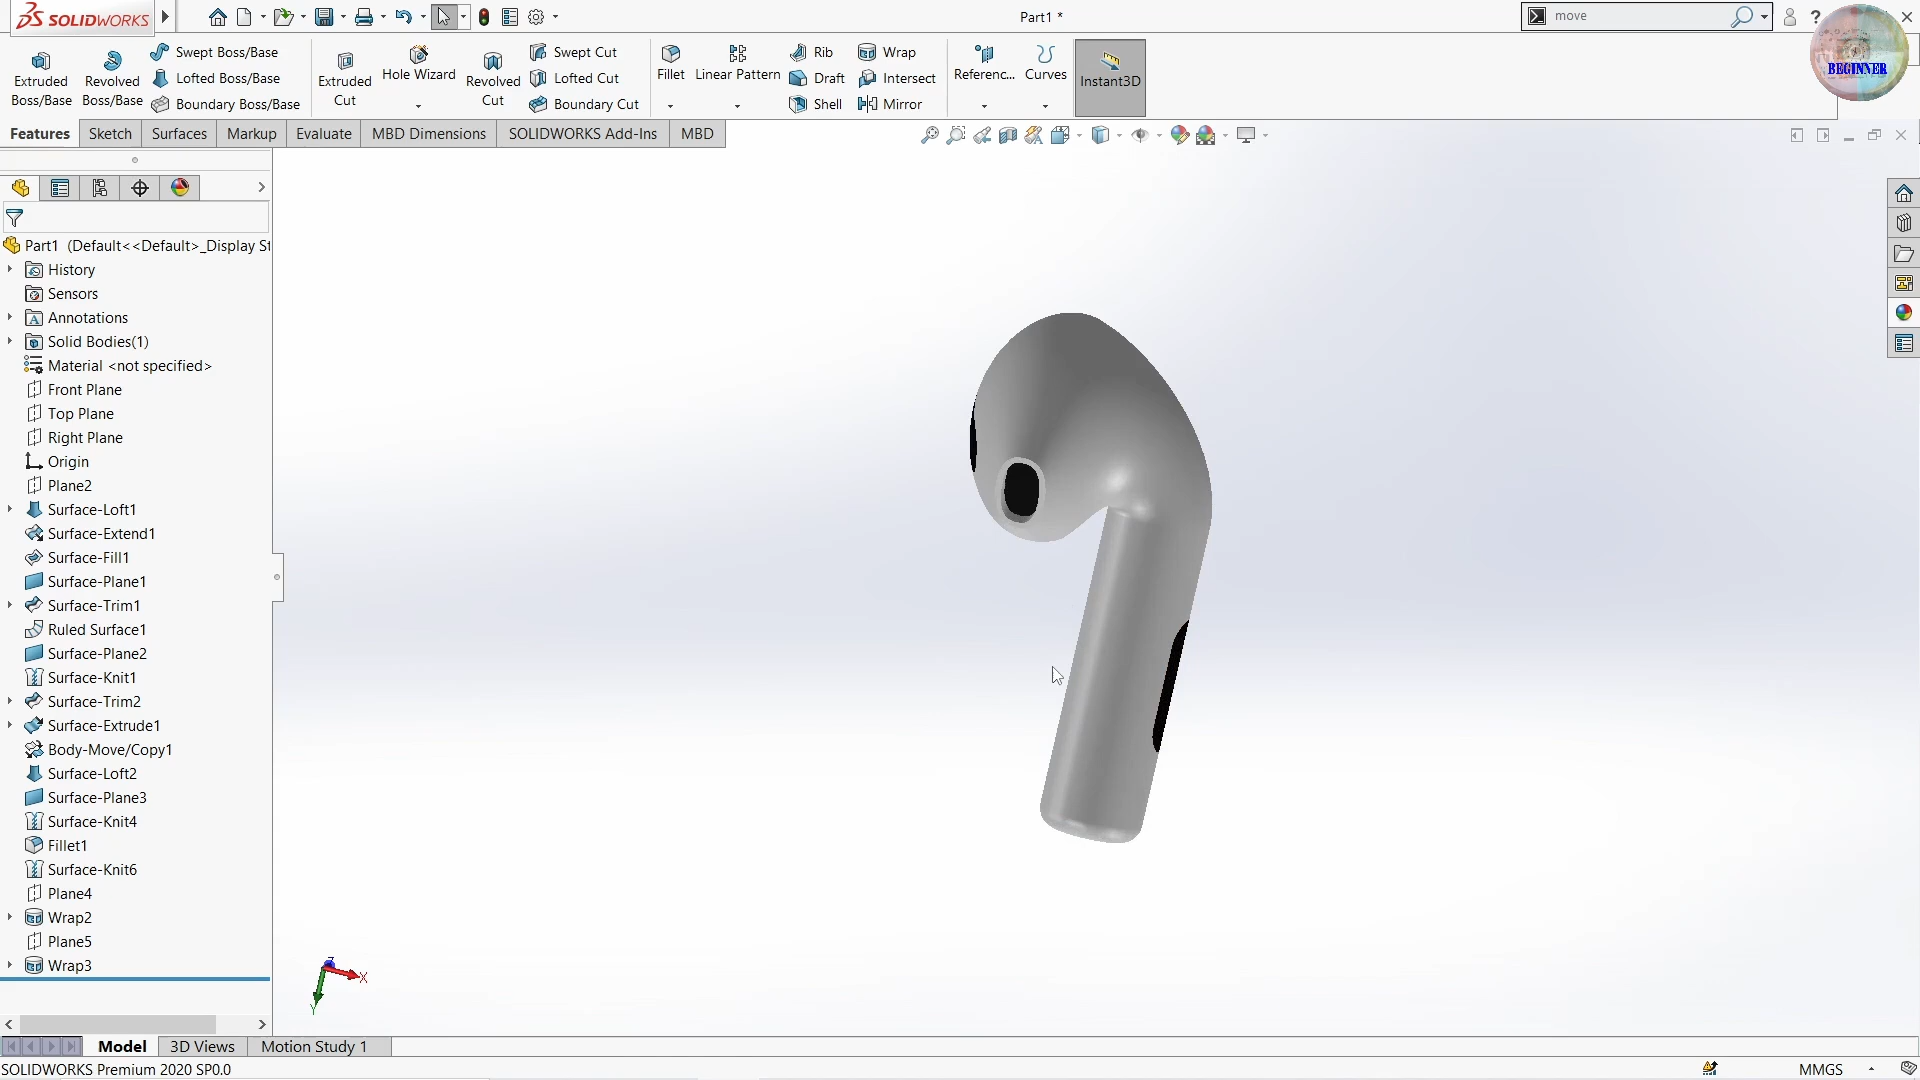 SOLIDWORKS
Part1 *
move
?
BEGINNER
Extruded Boss/Base
Revolved Boss/Base
Swept Boss/Base
Lofted Boss/Base
Boundary Boss/Base
Extruded Cut
Hole Wizard
Revolved Cut
Swept Cut
Lofted Cut
Boundary Cut
Fillet
Linear Pattern
Rib
Draft
Shell
Wrap
Intersect
Mirror
Referenc...
Curves
Instant3D
Features
Sketch
Surfaces
Markup
Evaluate
MBD Dimensions
SOLIDWORKS Add-Ins
MBD
Part1 (Default<<Default>_Display St
History
Sensors
Annotations
Solid Bodies(1)
Material <not specified>
Front Plane
Top Plane
Right Plane
Origin
Plane2
Surface-Loft1
Surface-Extend1
Surface-Fill1
Surface-Plane1
Surface-Trim1
Ruled Surface1
Surface-Plane2
Surface-Knit1
Surface-Trim2
Surface-Extrude1
Body-Move/Copy1
Surface-Loft2
Surface-Plane3
Surface-Knit4
Fillet1
Surface-Knit6
Plane4
Wrap2
Plane5
Wrap3
Z
X
Y
Model
3D Views
Motion Study 1
SOLIDWORKS Premium 2020 SP0.0
MMGS